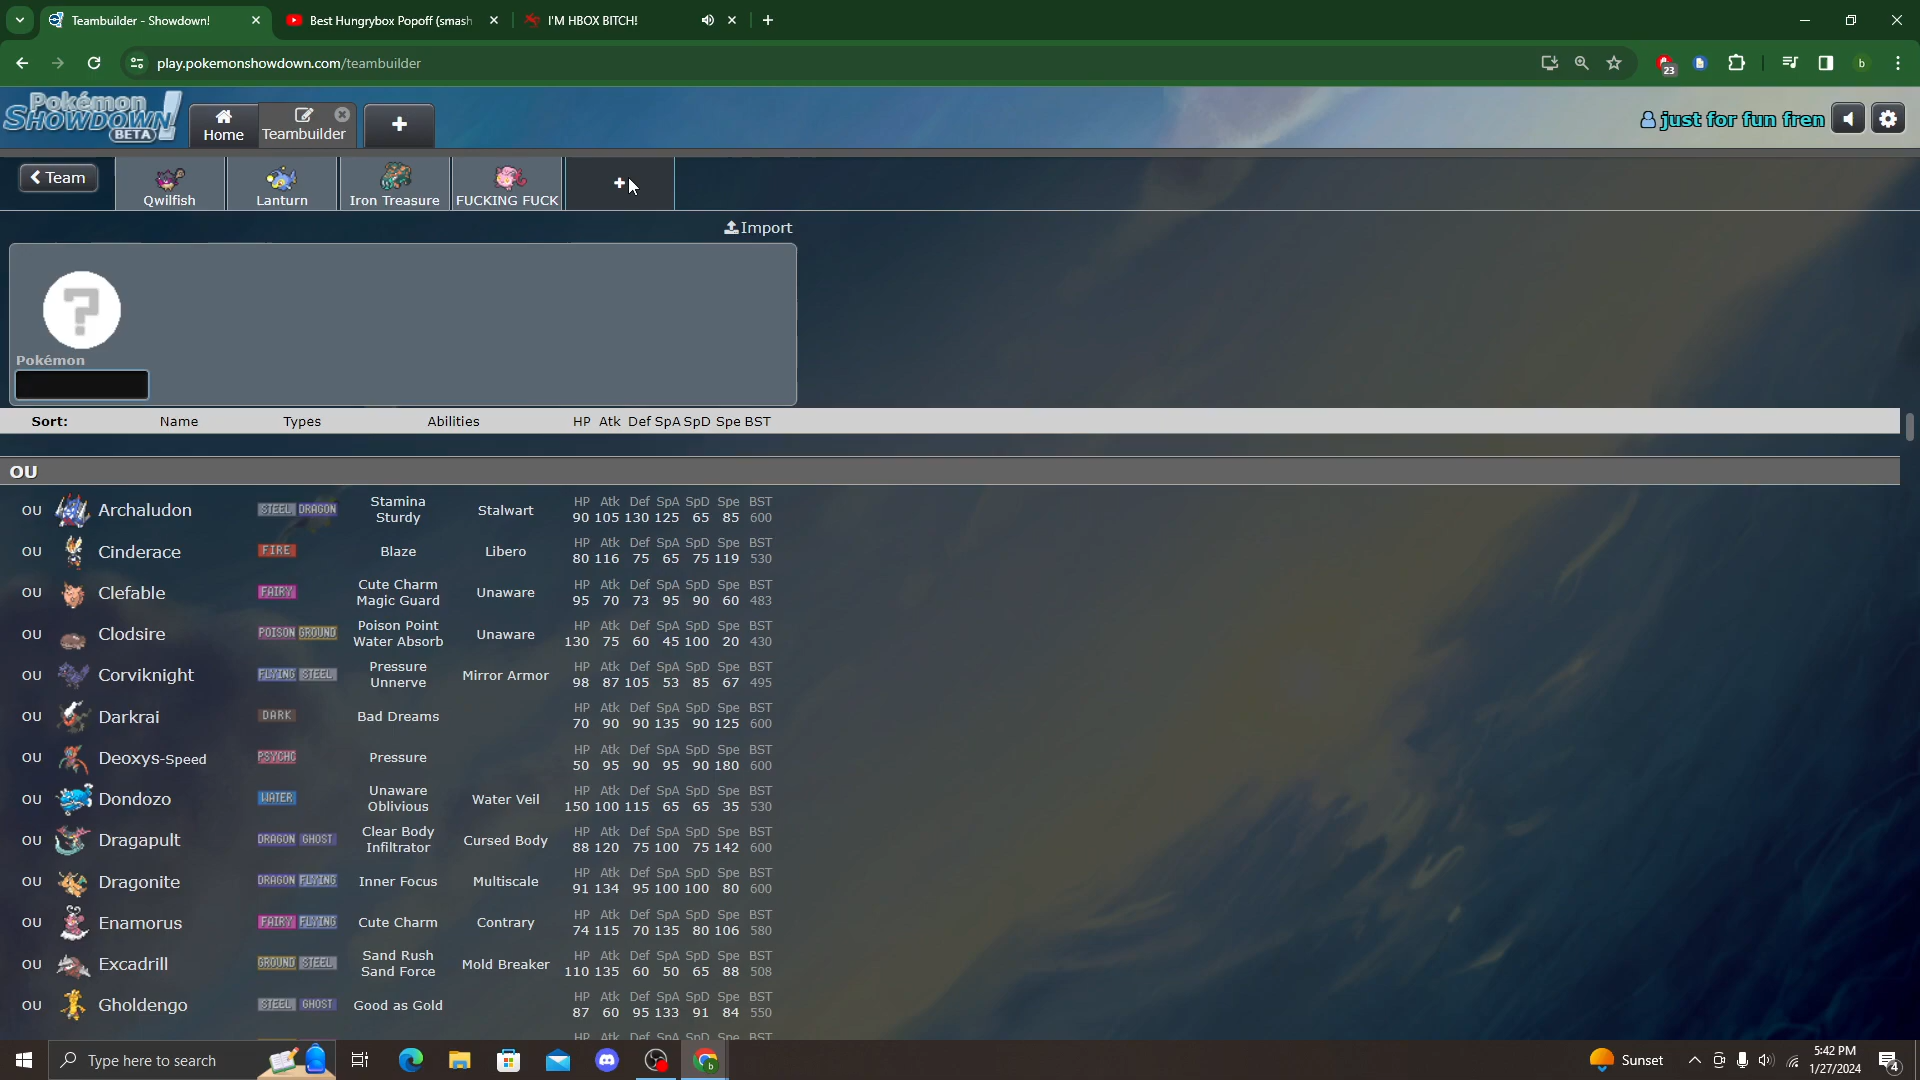 Teambuilder - Showdown!
Best Hungrybox Popoff (smash
I'M HBOX BITCH!
play.pokemonshowdown.com/teambuilder
23
b
Pokémon
SHOWDOWN!
BETA
Home
Teambuilder
just for fun fren
Team
Qwilfish
Lanturn
Iron Treasure
FUCKING FUCK
Import
?
Pokémon
Sort: Name Types Abilities HP Atk Def SpA SpD Spe BST
OU
OU Archaludon STEEL DRAGON Stamina Sturdy Stalwart HP 90 Atk 105 Def 130 SpA 125 SpD 65 Spe 85 BST 600
OU Cinderace FIRE Blaze Libero HP 80 Atk 116 Def 75 SpA 65 SpD 75 Spe 119 BST 530
OU Clefable FAIRY Cute Charm Magic Guard Unaware HP 95 Atk 70 Def 73 SpA 95 SpD 90 Spe 60 BST 483
OU Clodsire POISON GROUND Poison Point Water Absorb Unaware HP 130 Atk 75 Def 60 SpA 45 SpD 100 Spe 20 BST 430
OU Corviknight FLYING STEEL Pressure Unnerve Mirror Armor HP 98 Atk 87 Def 105 SpA 53 SpD 85 Spe 67 BST 495
OU Darkrai DARK Bad Dreams HP 70 Atk 90 Def 90 SpA 135 SpD 90 Spe 125 BST 600
OU Deoxys-Speed PSYCHC Pressure HP 50 Atk 95 Def 90 SpA 95 SpD 90 Spe 180 BST 600
OU Dondozo WATER Unaware Oblivious Water Veil HP 150 Atk 100 Def 115 SpA 65 SpD 65 Spe 35 BST 530
OU Dragapult DRAGON GHOST Clear Body Infiltrator Cursed Body HP 88 Atk 120 Def 75 SpA 100 SpD 75 Spe 142 BST 600
OU Dragonite DRAGON FLYING Inner Focus Multiscale HP 91 Atk 134 Def 95 SpA 100 SpD 100 Spe 80 BST 600
OU Enamorus FAIRY FLYING Cute Charm Contrary HP 74 Atk 115 Def 70 SpA 135 SpD 80 Spe 106 BST 580
OU Excadrill GROUND STEEL Sand Rush Sand Force Mold Breaker HP 110 Atk 135 Def 60 SpA 50 SpD 65 Spe 88 BST 508
OU Gholdengo STEEL GHOST Good as Gold HP 87 Atk 60 Def 95 SpA 133 SpD 91 Spe 84 BST 550
HP Atk Def SpA SpD Spe BST
Type here to search
b
Sunset
5:42 PM
1/27/2024
4